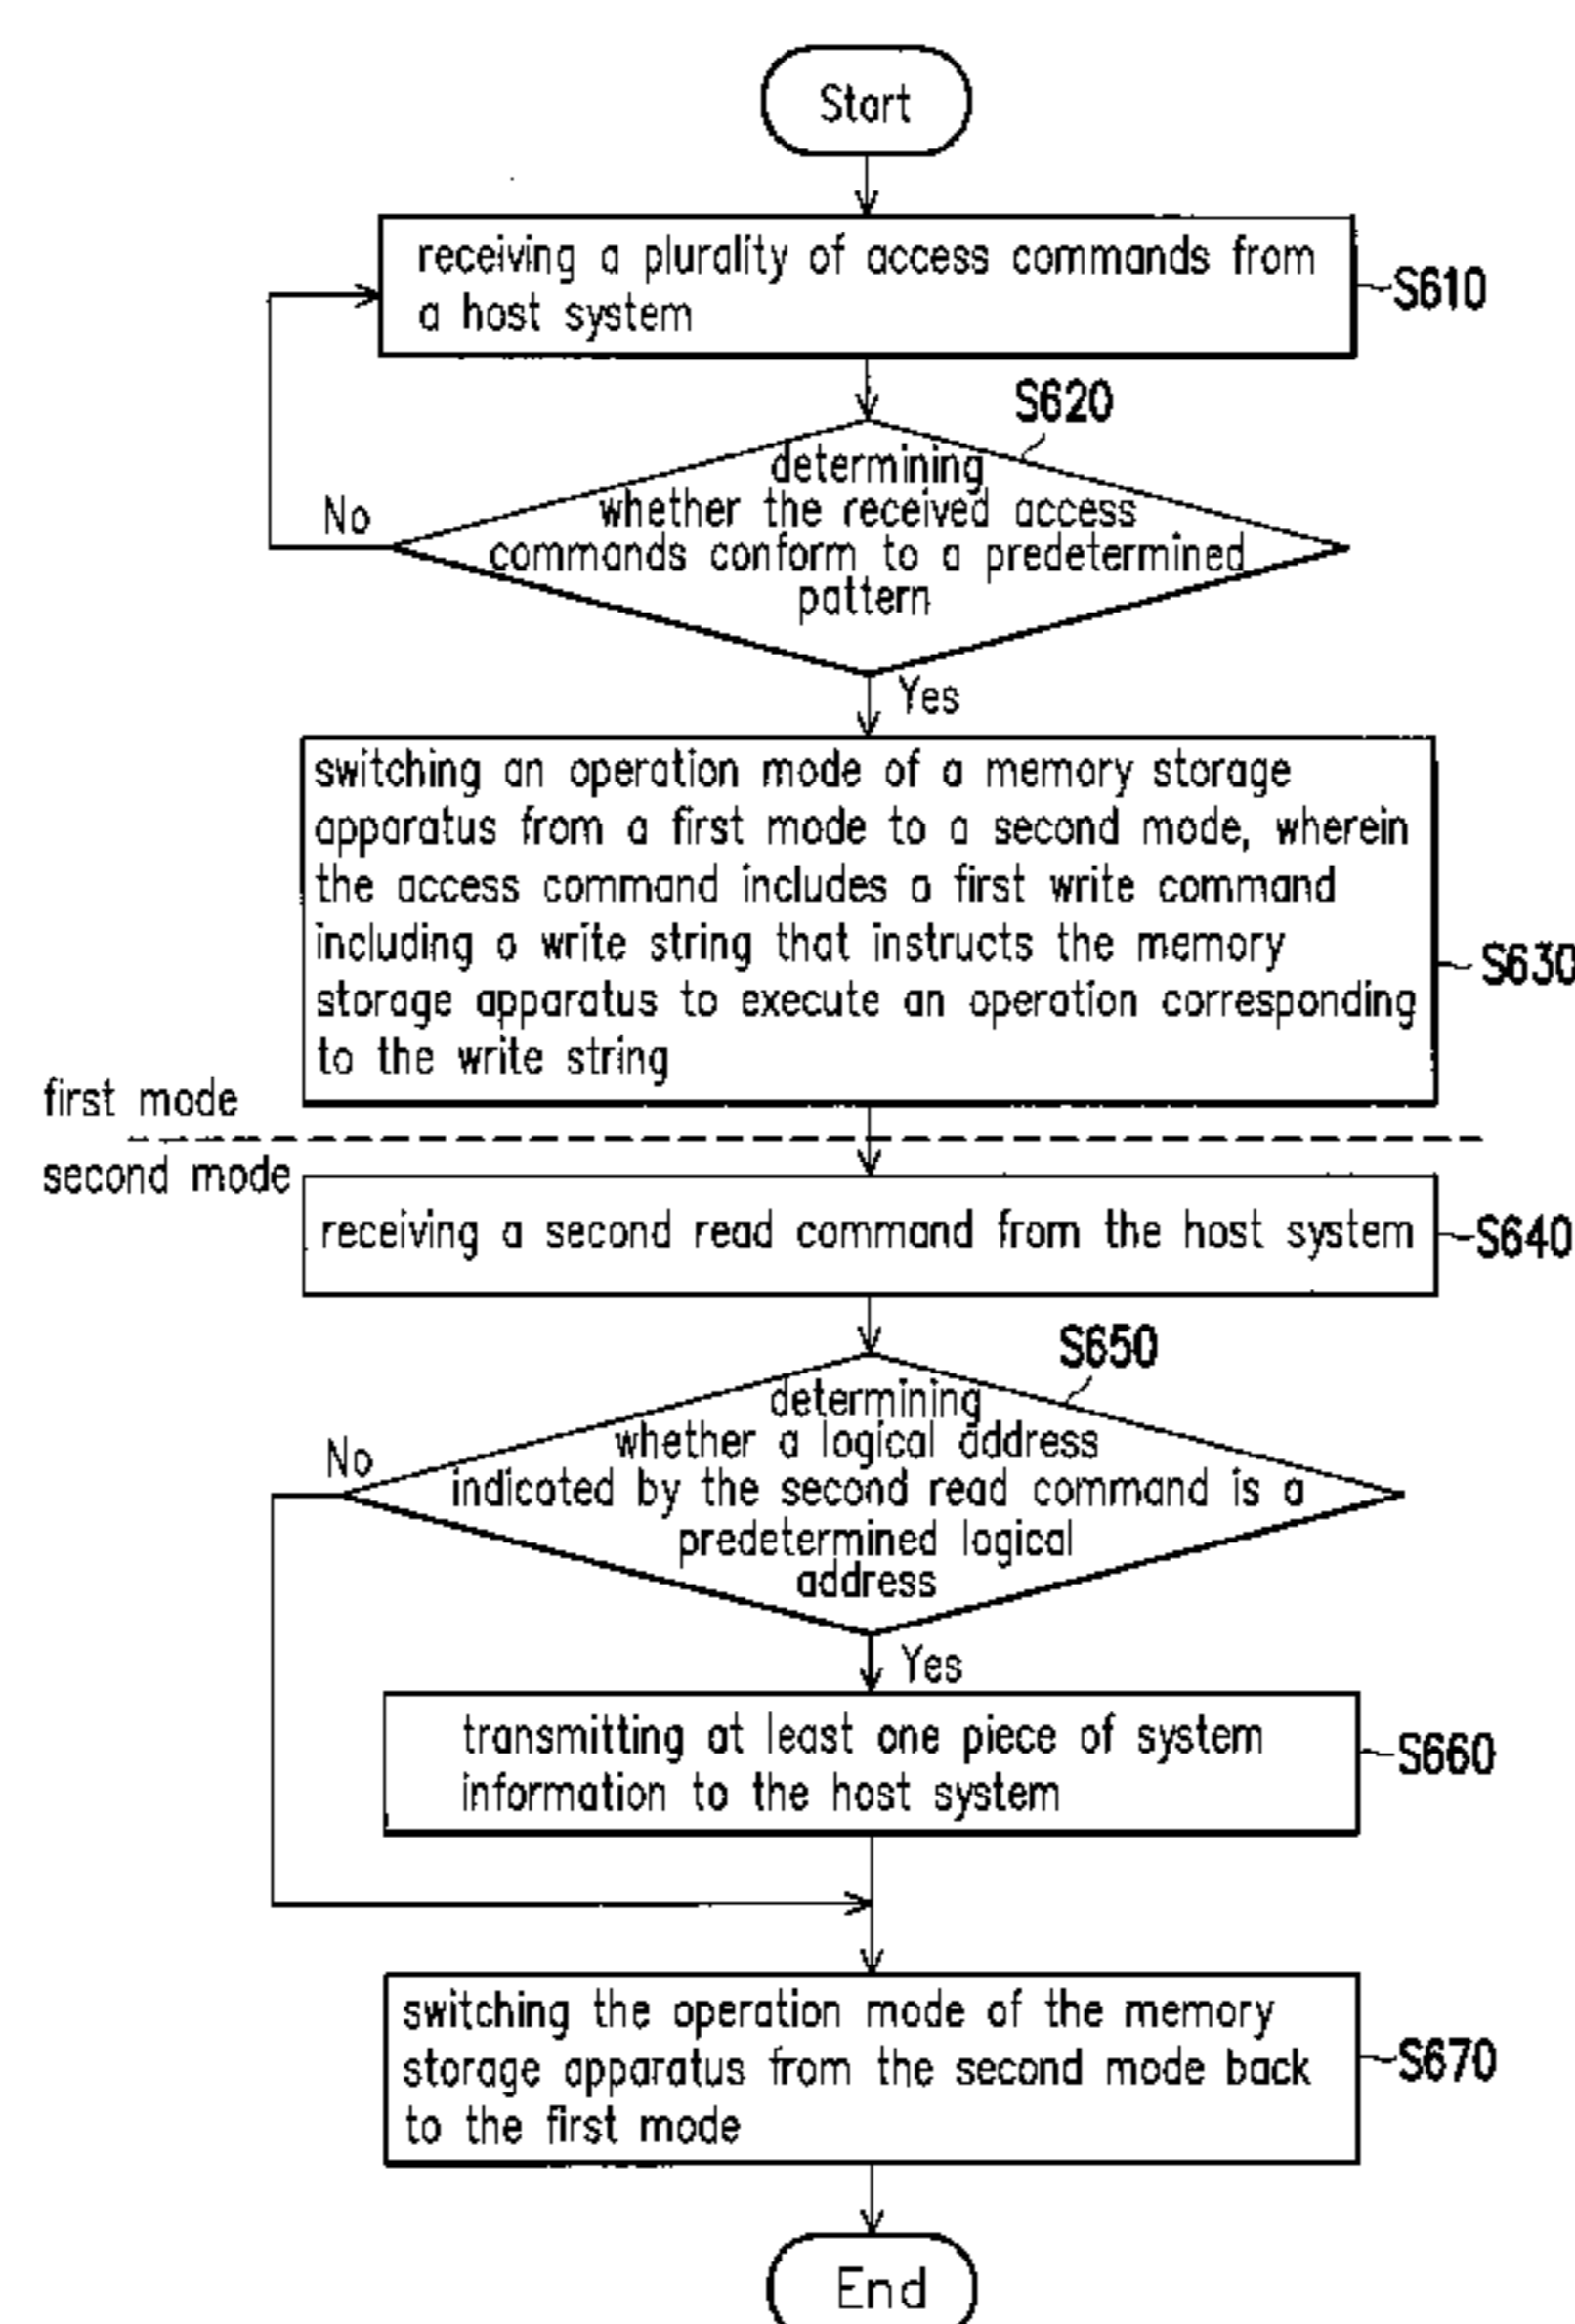 Start
receiving a plurality of access commands from
a host system
S610
S620
determining
whether the received access
commands conform to a predetermined
pattern
No
Yes
switching an operation mode of a memory storage
apparatus from a first mode to a second mode, wherein
the access command includes a first write command
including a write string that instructs the memory
storage apparatus to execute an operation corresponding
to the write string
S630
first mode
second mode
receiving a second read command from the host system
S640
S650
determining
whether a logical address
indicated by the second read command is a
predetermined logical
address
No
Yes
transmitting at least one piece of system
information to the host system
S660
switching the operation mode of the memory
storage apparatus from the second mode back
to the first mode
S670
End